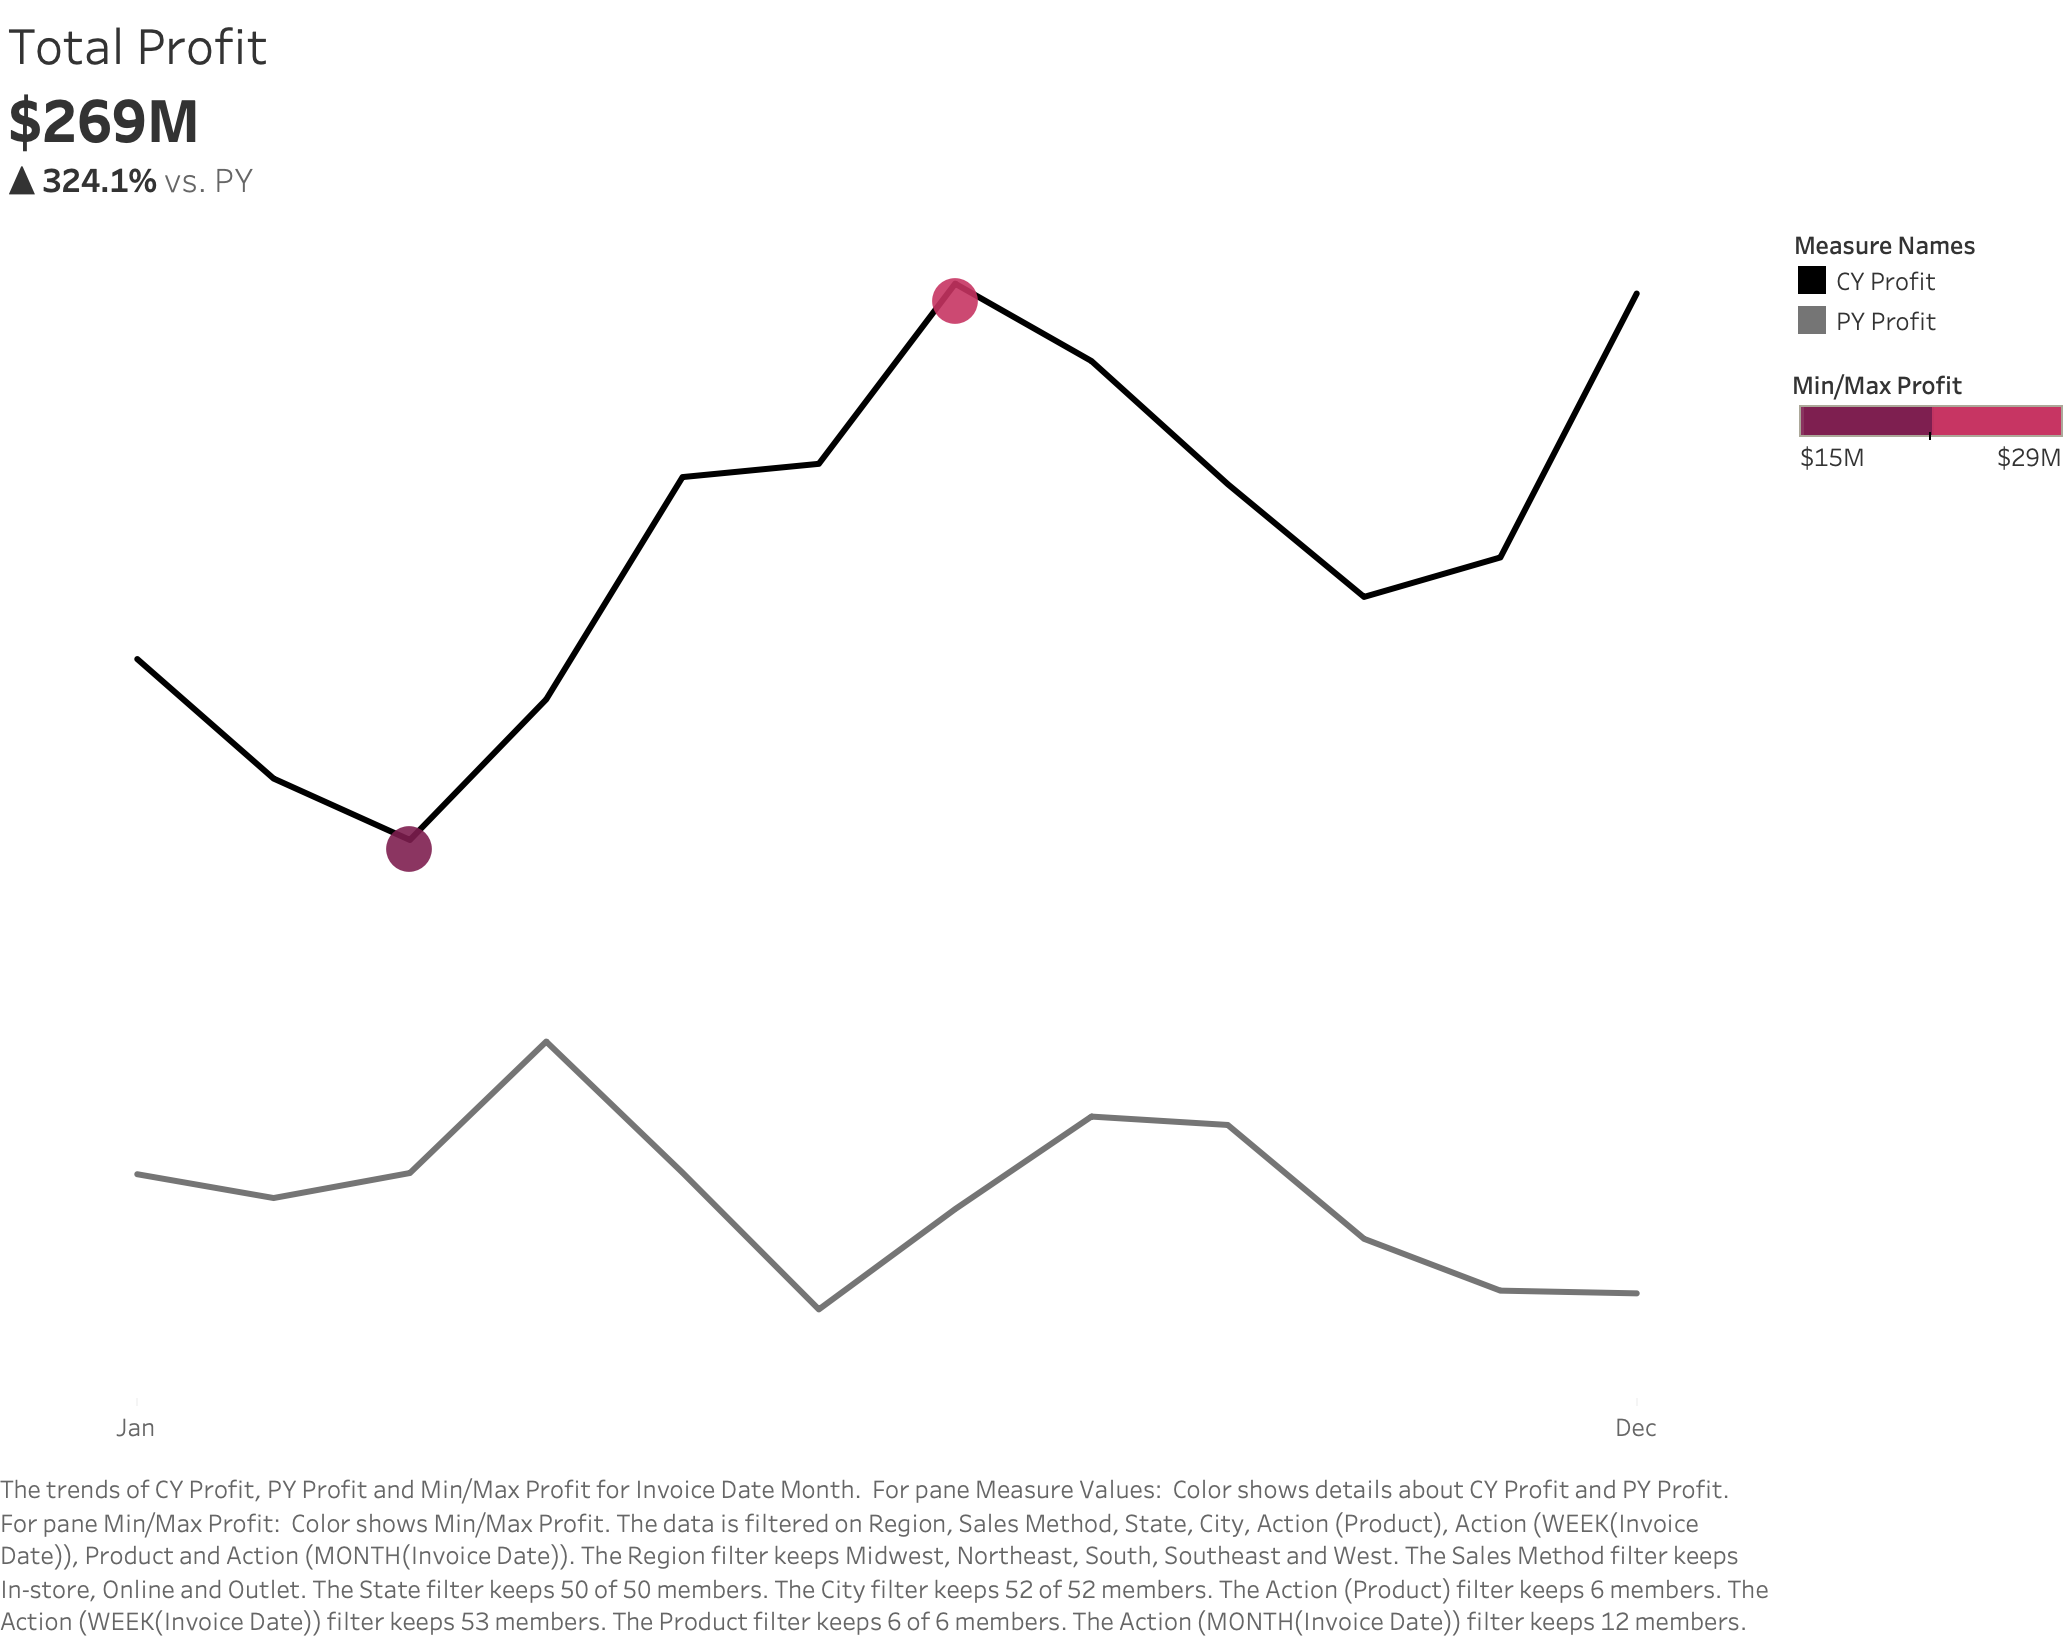 Total Profit
$269M
▲ 324.1% vs. PY
Measure Names
CY Profit
PY Profit
Min/Max Profit
$15M $29M
Jan Dec
The trends of CY Profit, PY Profit and Min/Max Profit for Invoice Date Month.  For pane Measure Values:  Color shows details about CY Profit and PY Profit.
For pane Min/Max Profit:  Color shows Min/Max Profit. The data is filtered on Region, Sales Method, State, City, Action (Product), Action (WEEK(Invoice
Date)), Product and Action (MONTH(Invoice Date)). The Region filter keeps Midwest, Northeast, South, Southeast and West. The Sales Method filter keeps
In-store, Online and Outlet. The State filter keeps 50 of 50 members. The City filter keeps 52 of 52 members. The Action (Product) filter keeps 6 members. The
Action (WEEK(Invoice Date)) filter keeps 53 members. The Product filter keeps 6 of 6 members. The Action (MONTH(Invoice Date)) filter keeps 12 members.